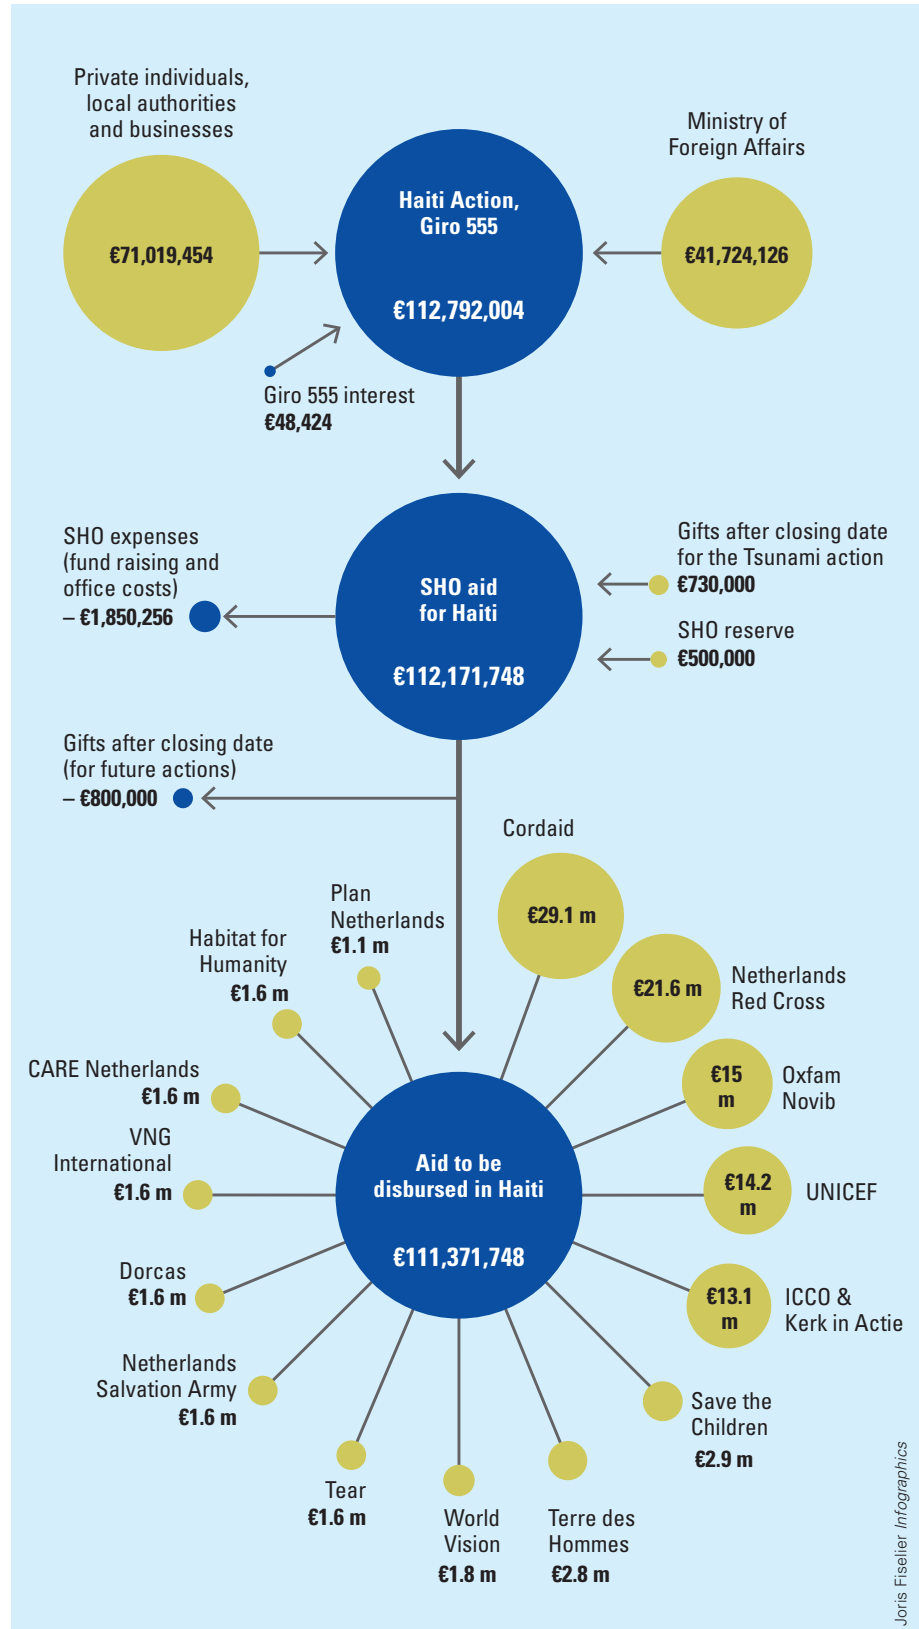 Private individuals,
local authorities
and businesses
€71,019,454
Haiti Action,
Giro 555
€112,792,004
Ministry of
Foreign Affairs
€41,724,126
Giro 555 interest
€48,424
SHO expenses
(fund raising and
office costs)
– €1,850,256
SHO aid
for Haiti
€112,171,748
Gifts after closing date
for the Tsunami action
€730,000
SHO reserve
€500,000
Gifts after closing date
(for future actions)
– €800,000
Cordaid
€29.1 m
Netherlands
Red Cross
€21.6 m
Oxfam
Novib
€15
m
UNICEF
€14.2
m
ICCO &
Kerk in Actie
€13.1
m
Save the
Children
€2.9 m
Terre des
Hommes
€2.8 m
World
Vision
€1.8 m
Tear
€1.6 m
Netherlands
Salvation Army
€1.6 m
Dorcas
€1.6 m
VNG
International
€1.6 m
CARE Netherlands
€1.6 m
Habitat for
Humanity
€1.6 m
Plan
Netherlands
€1.1 m
Aid to be
disbursed in Haiti
€111,371,748
Joris Fiselier Infographics